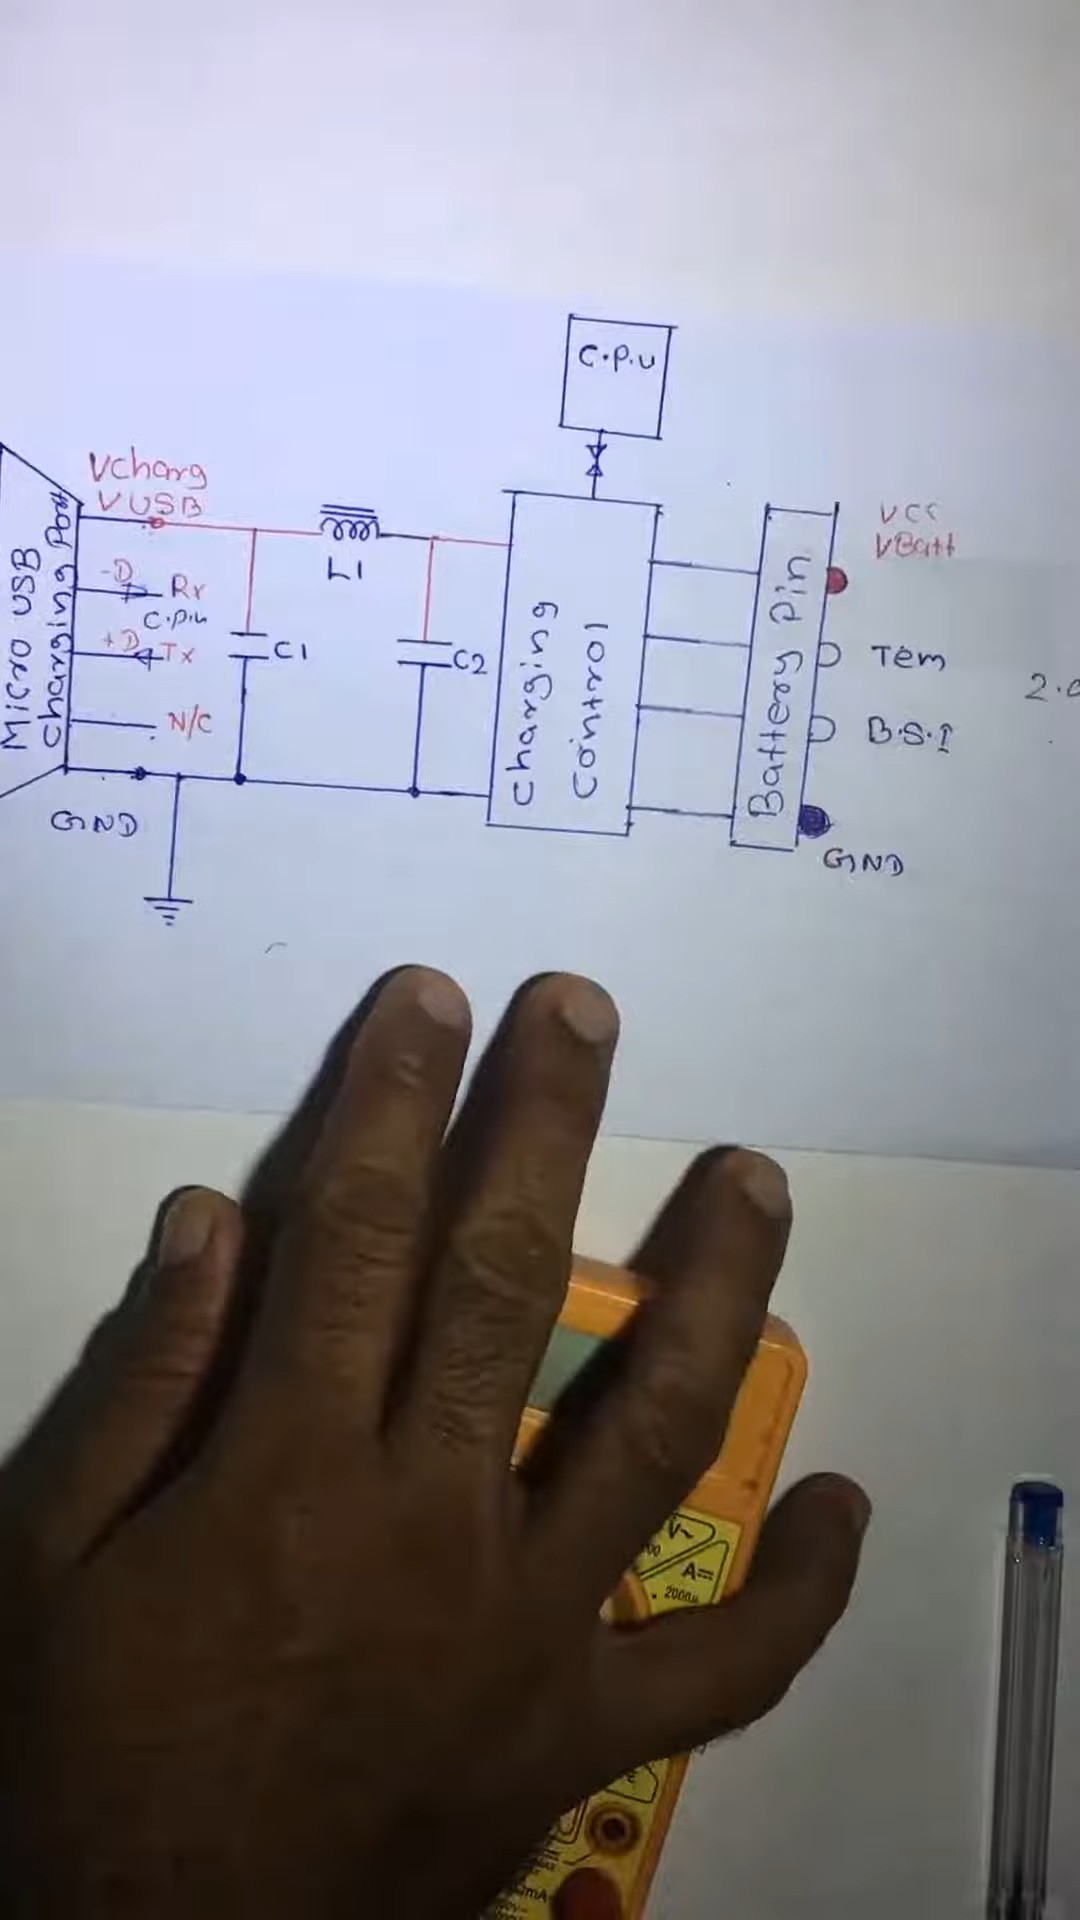 C.P.U
Vcharg
VUSB
Micro USB
Charging Port
-D
Rx
C.Pin
+D
Tx
N/C
GND
L1
C1
C2
Charging
Control
Battery Pin
VCC
VBatt
Tem
B.S.I
GND
V~
A=
2000µ